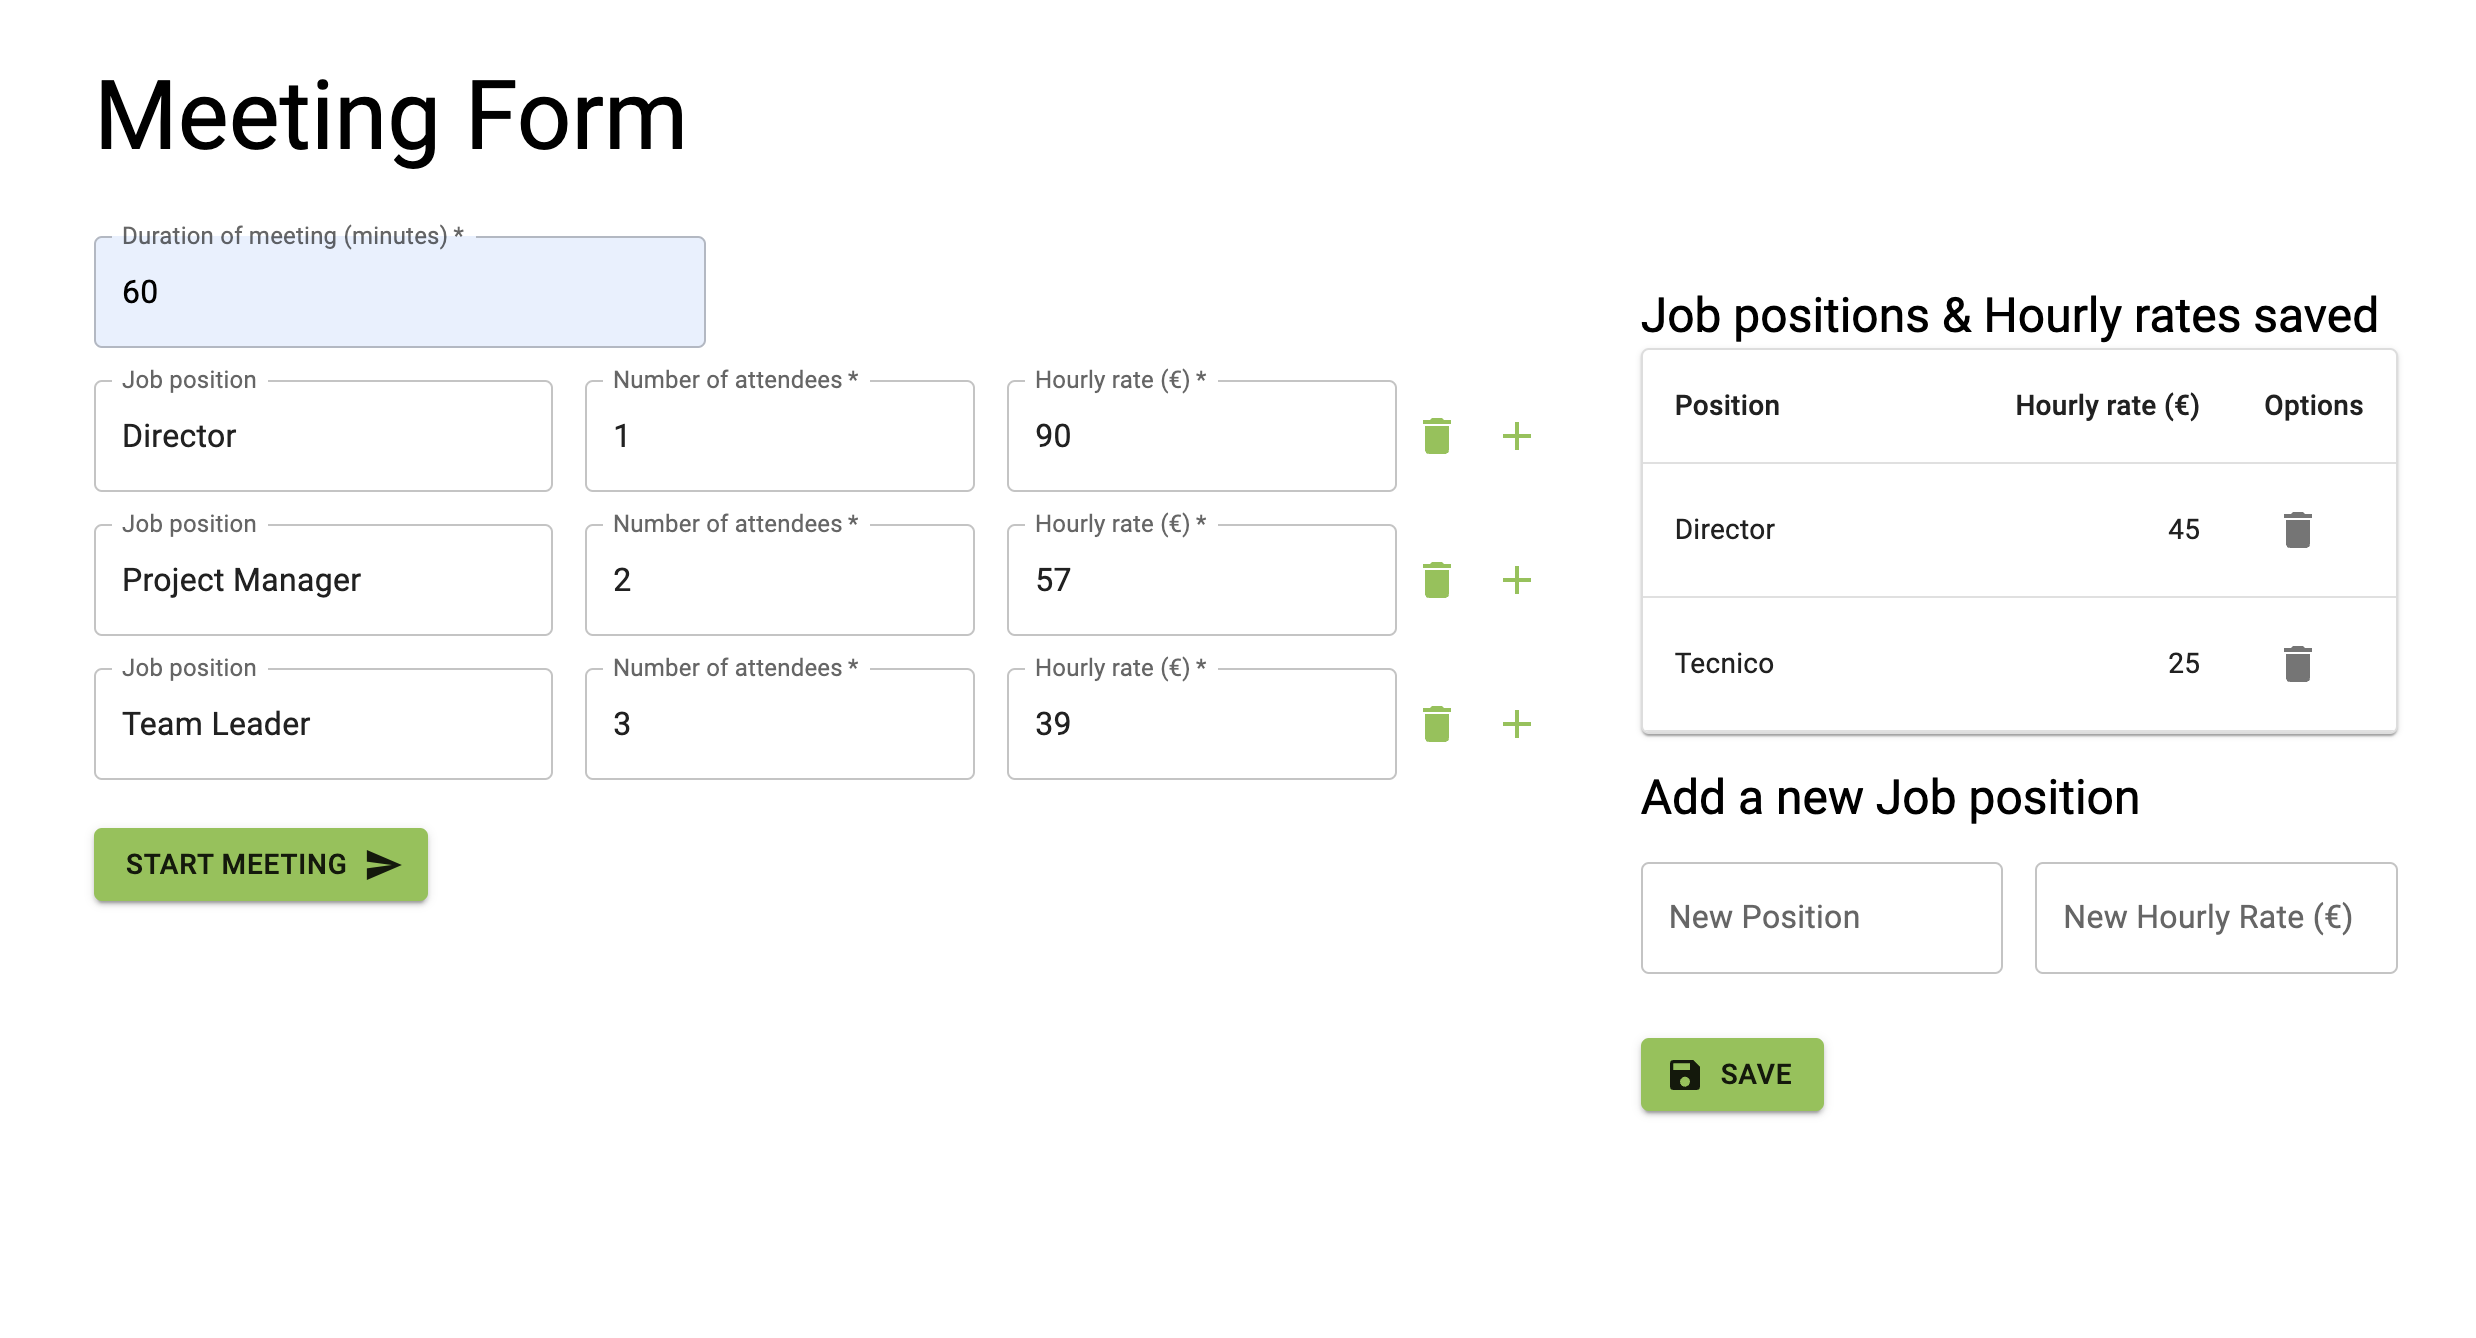 Meeting Form
Duration of meeting (minutes) *
60
Job position
Director
Number of attendees *
1
Hourly rate (€) *
90
Job position
Project Manager
Number of attendees *
2
Hourly rate (€) *
57
Job position
Team Leader
Number of attendees *
3
Hourly rate (€) *
39
START MEETING
Job positions & Hourly rates saved
Position Hourly rate (€) Options
Director 45
Tecnico 25
Add a new Job position
New Position
New Hourly Rate (€)
SAVE